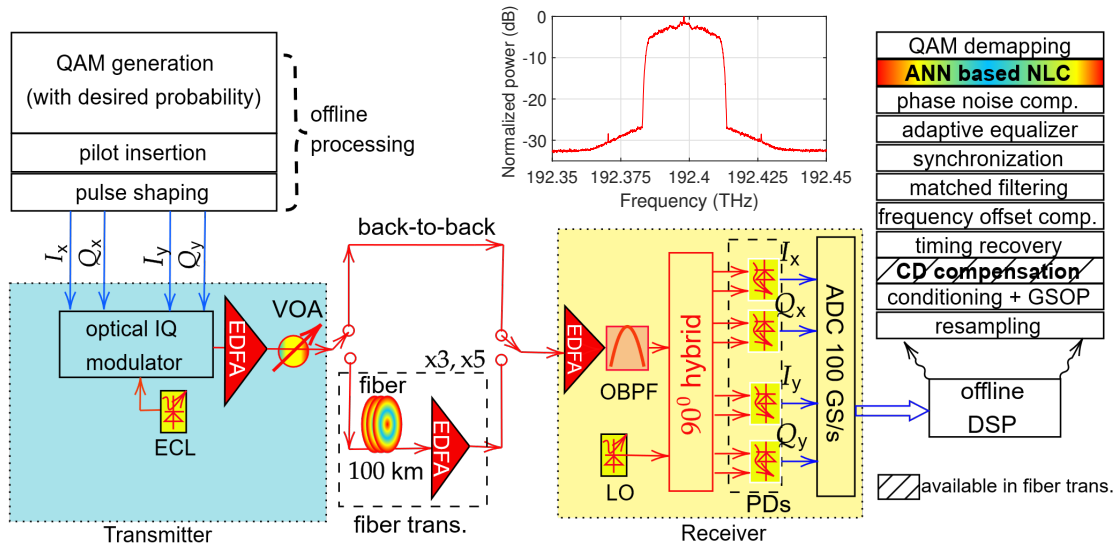 QAM generation
(with desired probability)
pilot insertion
pulse shaping
offline
processing
Ix
Qx
Iy
Qy
Normalized power (dB)
0
-10
-20
-30
192.35
192.375
192.4
192.425
192.45
Frequency (THz)
QAM demapping
ANN based NLC
phase noise comp.
adaptive equalizer
synchronization
matched filtering
frequency offset comp.
timing recovery
CD compensation
conditioning + GSOP
resampling
offline
DSP
available in fiber trans.
optical IQ
modulator
EDFA
VOA
ECL
Transmitter
back-to-back
x3, x5
fiber
100 km
EDFA
fiber trans.
EDFA
OBPF
LO
90⁰ hybrid
Ix
Qx
Iy
Qy
PDs
ADC 100 GS/s
Receiver